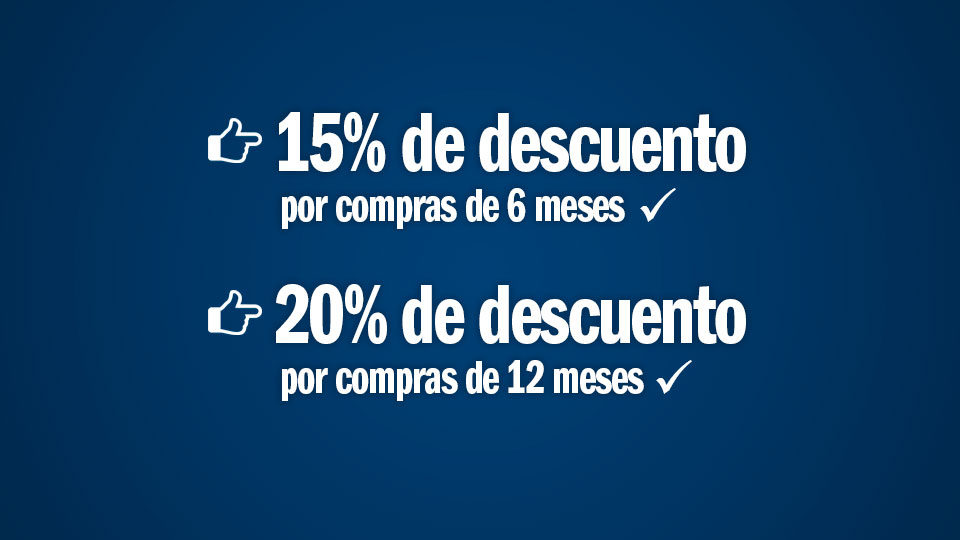 15% de descuento
por compras de 6 meses ✓
20% de descuento
por compras de 12 meses ✓